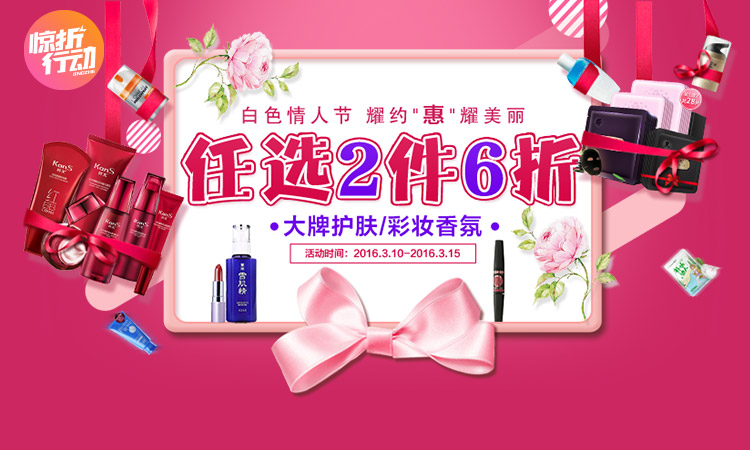 惊折
行动
白色情人节 耀约"惠"耀美丽
任选2件6折
•大牌护肤/彩妆香氛•
活动时间：2016.3.10-2016.3.15
KanS
KanS
KanS
雪肌精